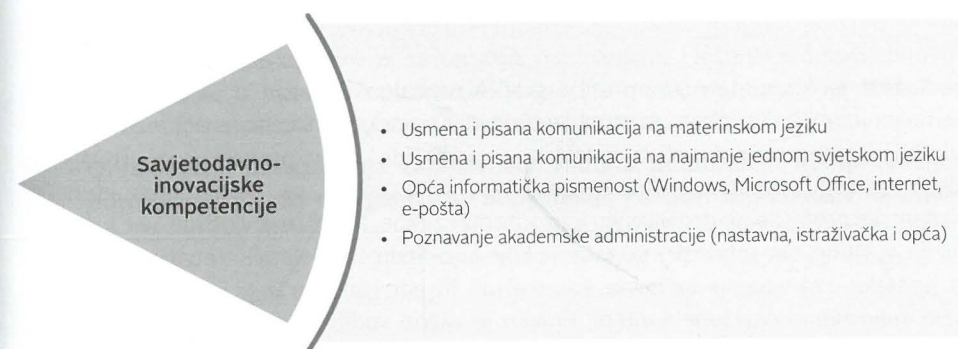 Savjetodavno-
inovacijske
kompetencije
• Usmena i pisana komunikacija na materinskom jeziku
• Usmena i pisana komunikacija na najmanje jednom svjetskom jeziku
• Opća informatička pismenost (Windows, Microsoft Office, internet,
e-pošta)
• Poznavanje akademske administracije (nastavna, istraživačka i opća)